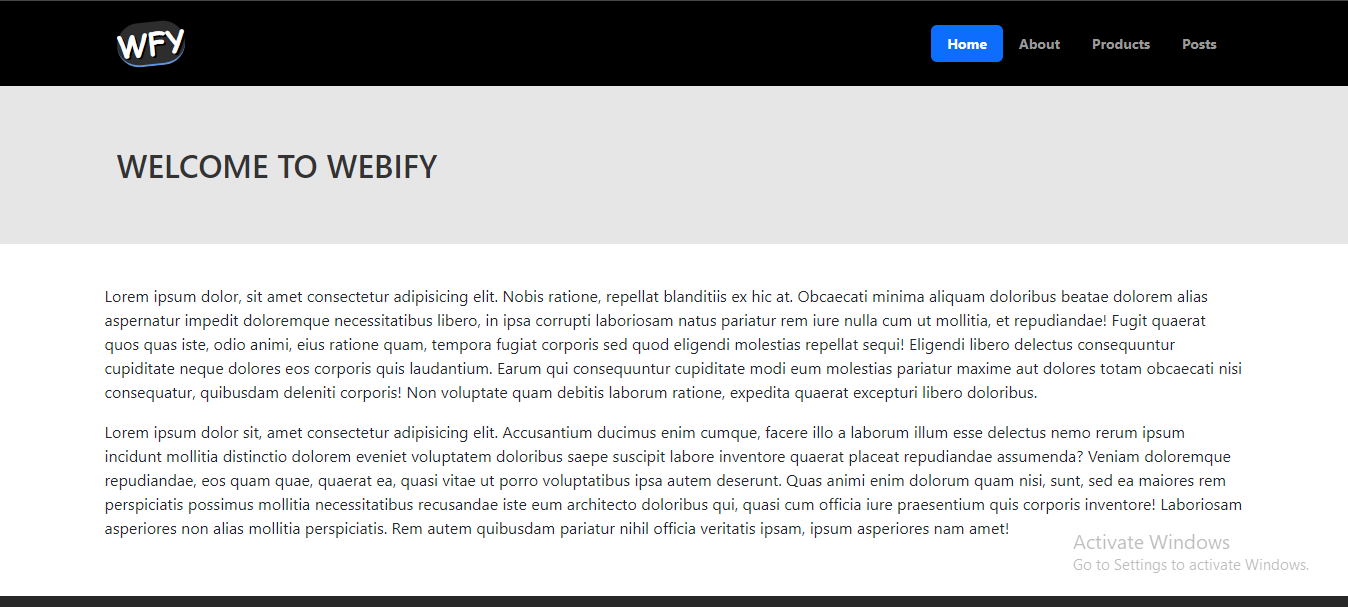 WFY
Home About Products Posts
WELCOME TO WEBIFY
Lorem ipsum dolor, sit amet consectetur adipisicing elit. Nobis ratione, repellat blanditiis ex hic at. Obcaecati minima aliquam doloribus beatae dolorem alias
aspernatur impedit doloremque necessitatibus libero, in ipsa corrupti laboriosam natus pariatur rem iure nulla cum ut mollitia, et repudiandae! Fugit quaerat
quos quas iste, odio animi, eius ratione quam, tempora fugiat corporis sed quod eligendi molestias repellat sequi! Eligendi libero delectus consequuntur
cupiditate neque dolores eos corporis quis laudantium. Earum qui consequuntur cupiditate modi eum molestias pariatur maxime aut dolores totam obcaecati nisi
consequatur, quibusdam deleniti corporis! Non voluptate quam debitis laborum ratione, expedita quaerat excepturi libero doloribus.
Lorem ipsum dolor sit, amet consectetur adipisicing elit. Accusantium ducimus enim cumque, facere illo a laborum illum esse delectus nemo rerum ipsum
incidunt mollitia distinctio dolorem eveniet voluptatem doloribus saepe suscipit labore inventore quaerat placeat repudiandae assumenda? Veniam doloremque
repudiandae, eos quam quae, quaerat ea, quasi vitae ut porro voluptatibus ipsa autem deserunt. Quas animi enim dolorum quam nisi, sunt, sed ea maiores rem
perspiciatis possimus mollitia necessitatibus recusandae iste eum architecto doloribus qui, quasi cum officia iure praesentium quis corporis inventore! Laboriosam
asperiores non alias mollitia perspiciatis. Rem autem quibusdam pariatur nihil officia veritatis ipsam, ipsum asperiores nam amet!
Activate Windows
Go to Settings to activate Windows.